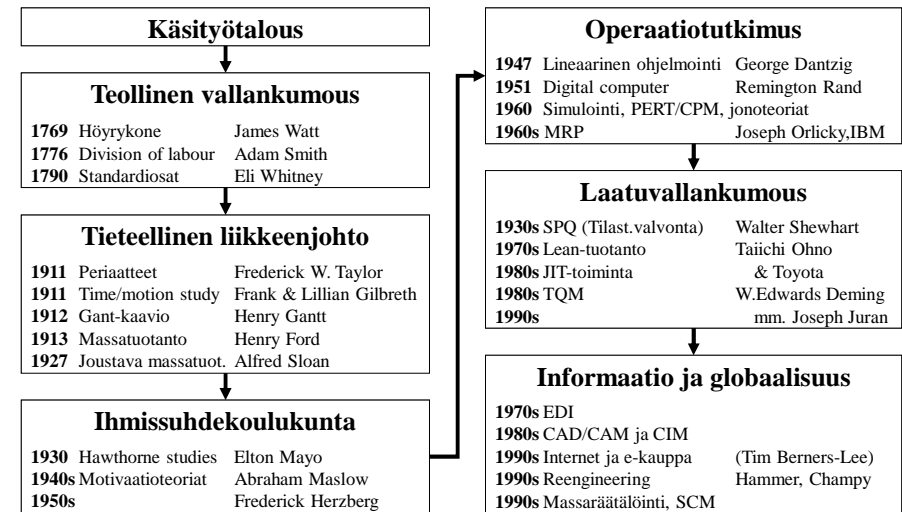 Käsityötalous
Teollinen vallankumous
1769 Höyrykone James Watt
1776 Division of labour Adam Smith
1790 Standardiosat Eli Whitney
Tieteellinen liikkeenjohto
1911 Periaatteet Frederick W. Taylor
1911 Time/motion study Frank & Lillian Gilbreth
1912 Gant-kaavio Henry Gantt
1913 Massatuotanto Henry Ford
1927 Joustava massatuot. Alfred Sloan
Ihmissuhdekoulukunta
1930 Hawthorne studies Elton Mayo
1940s Motivaatioteoriat Abraham Maslow
1950s Frederick Herzberg
Operaatiotutkimus
1947 Lineaarinen ohjelmointi George Dantzig
1951 Digital computer Remington Rand
1960 Simulointi, PERT/CPM, jonoteoriat
1960s MRP Joseph Orlicky,IBM
Laatuvallankumous
1930s SPQ (Tilast.valvonta) Walter Shewhart
1970s Lean-tuotanto Taiichi Ohno
1980s JIT-toiminta & Toyota
1980s TQM W.Edwards Deming
1990s mm. Joseph Juran
Informaatio ja globaalisuus
1970s EDI
1980s CAD/CAM ja CIM
1990s Internet ja e-kauppa (Tim Berners-Lee)
1990s Reengineering Hammer, Champy
1990s Massaräätälöinti, SCM